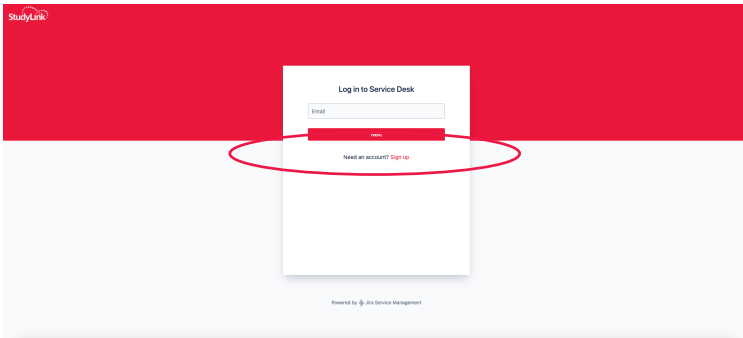 StudyLink
Log in to Service Desk
Email
Need an account? Sign up
Powered by Jira Service Management